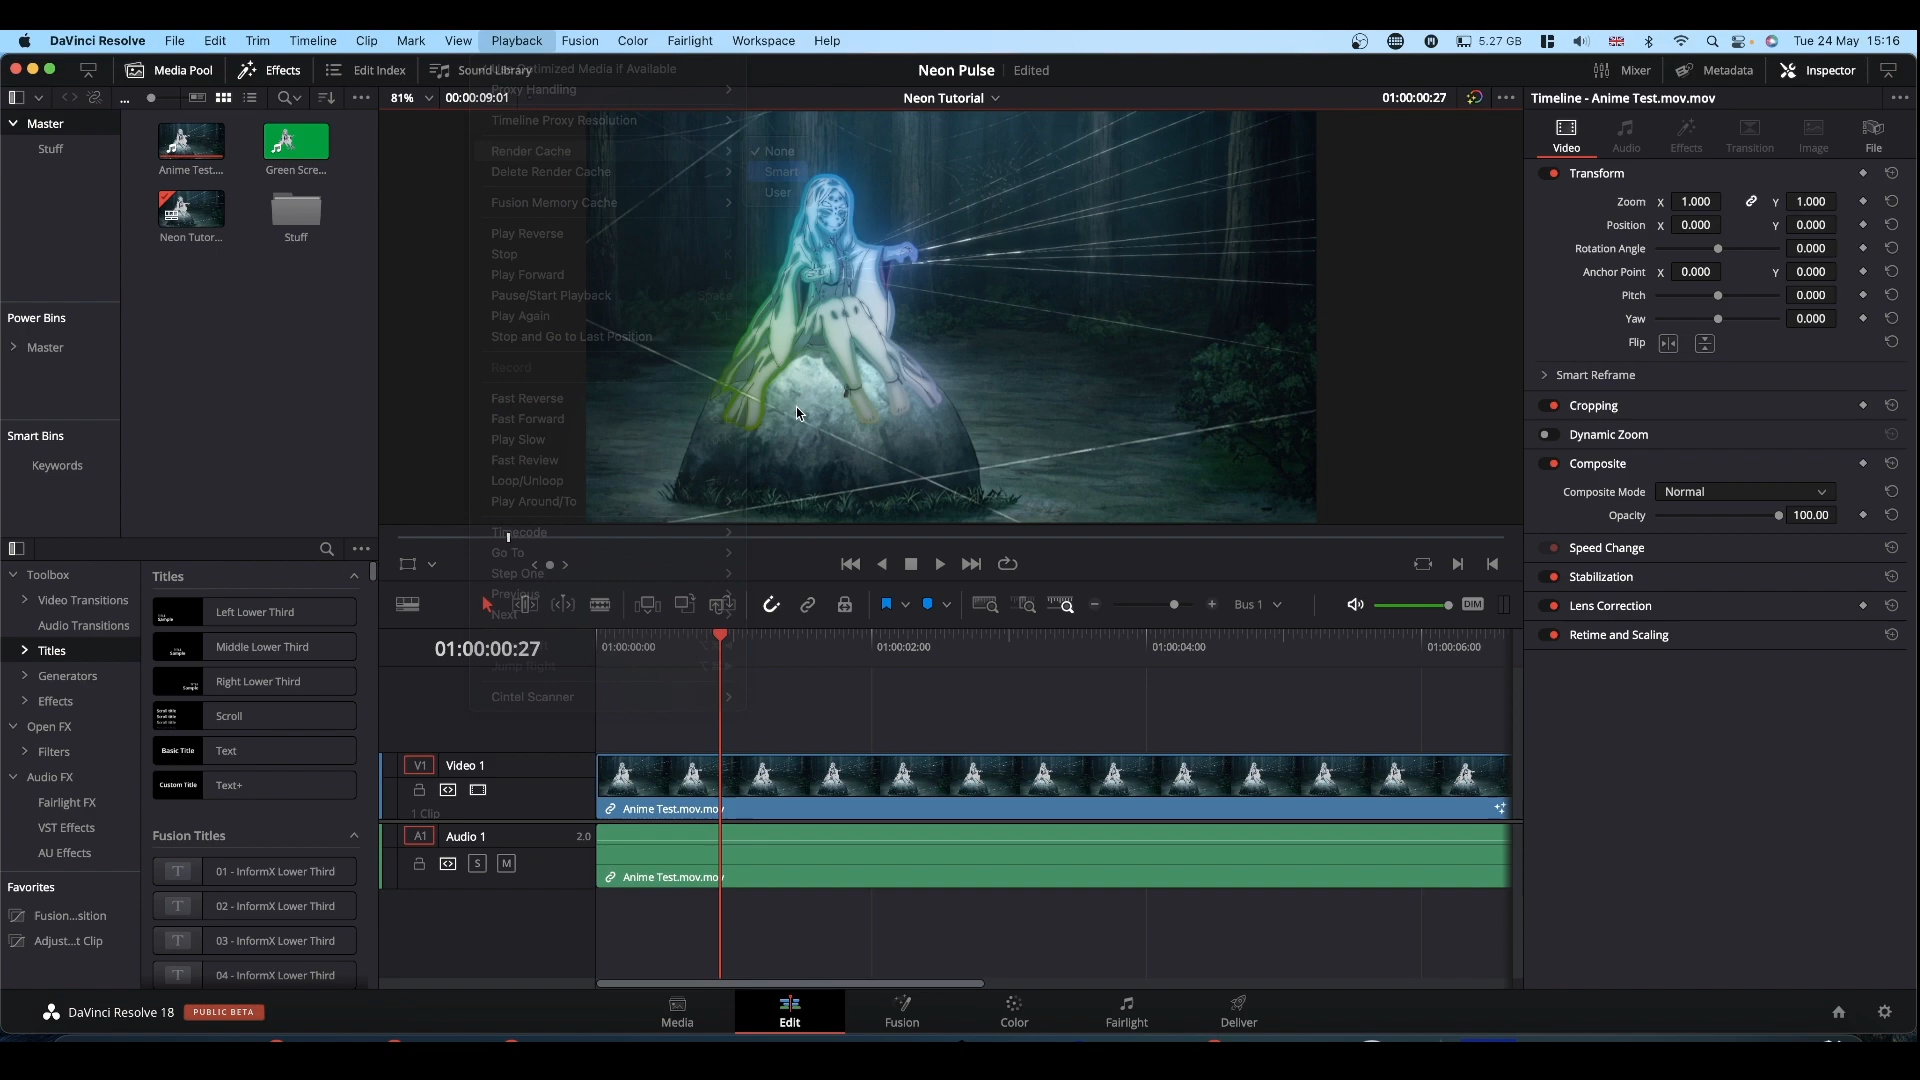 DaVinci Resolve File Edit Trim Timeline Clip Mark View Playback Fusion Color Fairlight Workspace Help 5.27 GB Tue 24 May 15:16
Media Pool Effects Edit Index Sound Library Neon Pulse Edited Mixer Metadata Inspector
81% 00:00:09:01 Neon Tutorial 01:00:00:27 Timeline - Anime Test.mov.mov
Master
Stuff
Anime Test....
Green Scre...
Neon Tutor...
Stuff
Power Bins
Master
Smart Bins
Keywords
Optimized Media if Available
Proxy Handling
Timeline Proxy Resolution
Render Cache
Delete Render Cache
Fusion Memory Cache
Play Reverse
Stop K
Play Forward
Pause/Start Playback Space
Play Again
Stop and Go to Last Position
Record
Fast Reverse
Fast Forward
Play Slow
Fast Review
Loop/Unloop
Play Around/To
Timecode
Go To
Step One
Previous
Next
Jump Right
Cintel Scanner
None
Smart
User
Video Audio Effects Transition Image File
Transform
Zoom X 1.000 Y 1.000
Position X 0.000 Y 0.000
Rotation Angle 0.000
Anchor Point X 0.000 Y 0.000
Pitch 0.000
Yaw 0.000
Flip
Smart Reframe
Cropping
Dynamic Zoom
Composite
Composite Mode Normal
Opacity 100.00
Speed Change
Stabilization
Lens Correction
Retime and Scaling
Toolbox
Video Transitions
Audio Transitions
Titles
Generators
Effects
Open FX
Filters
Audio FX
Fairlight FX
VST Effects
AU Effects
Favorites
Fusion...sition
Adjust...t Clip
Titles
Left Lower Third
Middle Lower Third
Right Lower Third
Scroll
Basic Title Text
Custom Title Text+
Fusion Titles
01 - InformX Lower Third
02 - InformX Lower Third
03 - InformX Lower Third
04 - InformX Lower Third
Bus 1 DIM
01:00:00:27 01:00:00:00 01:00:02:00 01:00:04:00 01:00:06:00
V1 Video 1
1 Clip
Anime Test.mov.mov
A1 Audio 1 2.0
S M
Anime Test.mov.mov
DaVinci Resolve 18 PUBLIC BETA
Media Edit Fusion Color Fairlight Deliver